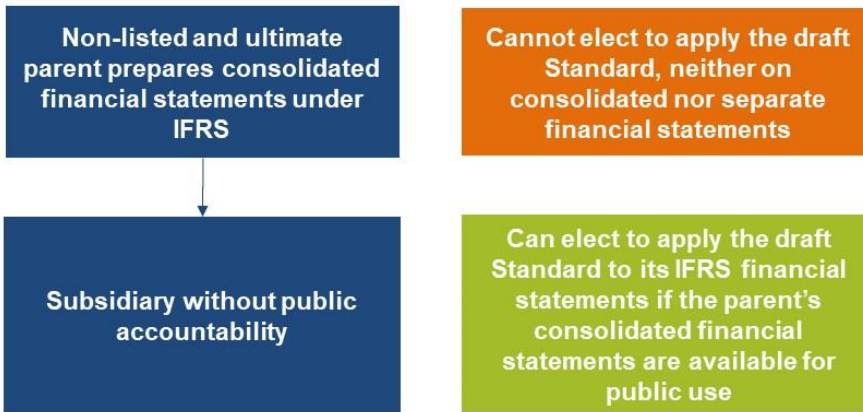 Non-listed and ultimate
parent prepares consolidated
financial statements under
IFRS
Cannot elect to apply the draft
Standard, neither on
consolidated nor separate
financial statements
Subsidiary without public
accountability
Can elect to apply the draft
Standard to its IFRS financial
statements if the parent’s
consolidated financial
statements are available for
public use